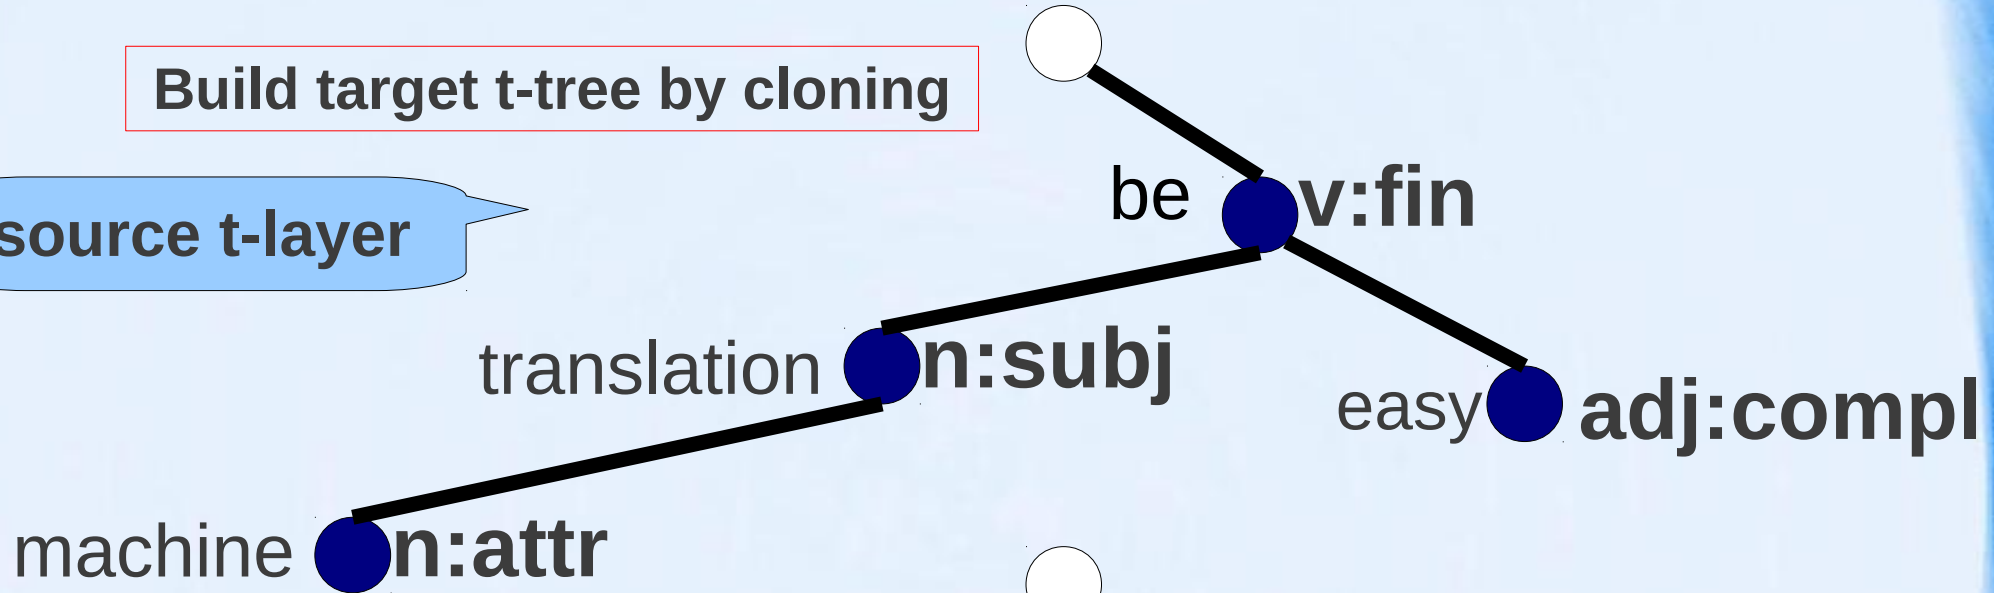 Build target t-tree by cloning
be v:fin
source t-layer
translation n:subj
easy adj:compl
machine n:attr